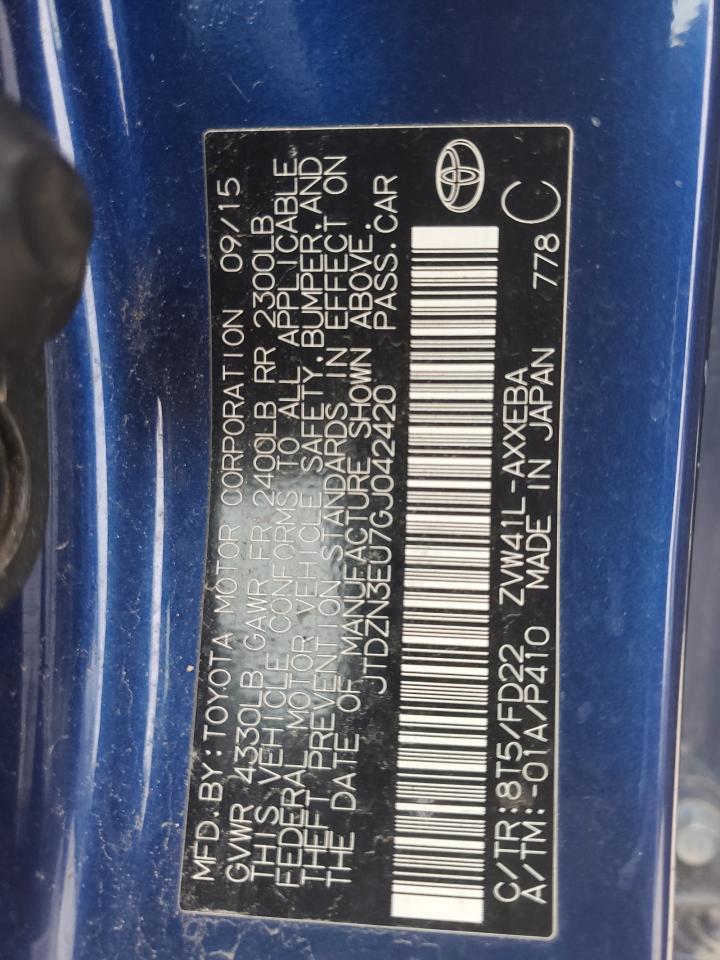 MFD. BY: TOYOTA MOTOR CORPORATION 09/15
GVWR 4330LB GAWR FR 2400LB RR 2300LB
THIS VEHICLE CONFORMS TO ALL APPLICABLE
FEDERAL MOTOR VEHICLE SAFETY, BUMPER, AND
THEFT PREVENTION STANDARDS IN EFFECT ON
THE DATE OF MANUFACTURE SHOWN ABOVE.
JTDZN3EU7GJ042420 PASS. CAR
C/TR: 8T5/FD22 ZVW41L-AXXEBA
A/TM: -01A/P410 MADE IN JAPAN 778 C